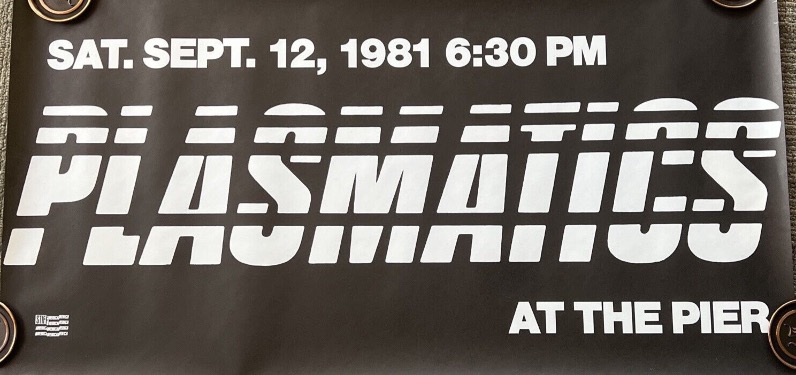 SAT. SEPT. 12, 1981 6:30 PM
PLASMATICS
AT THE PIER